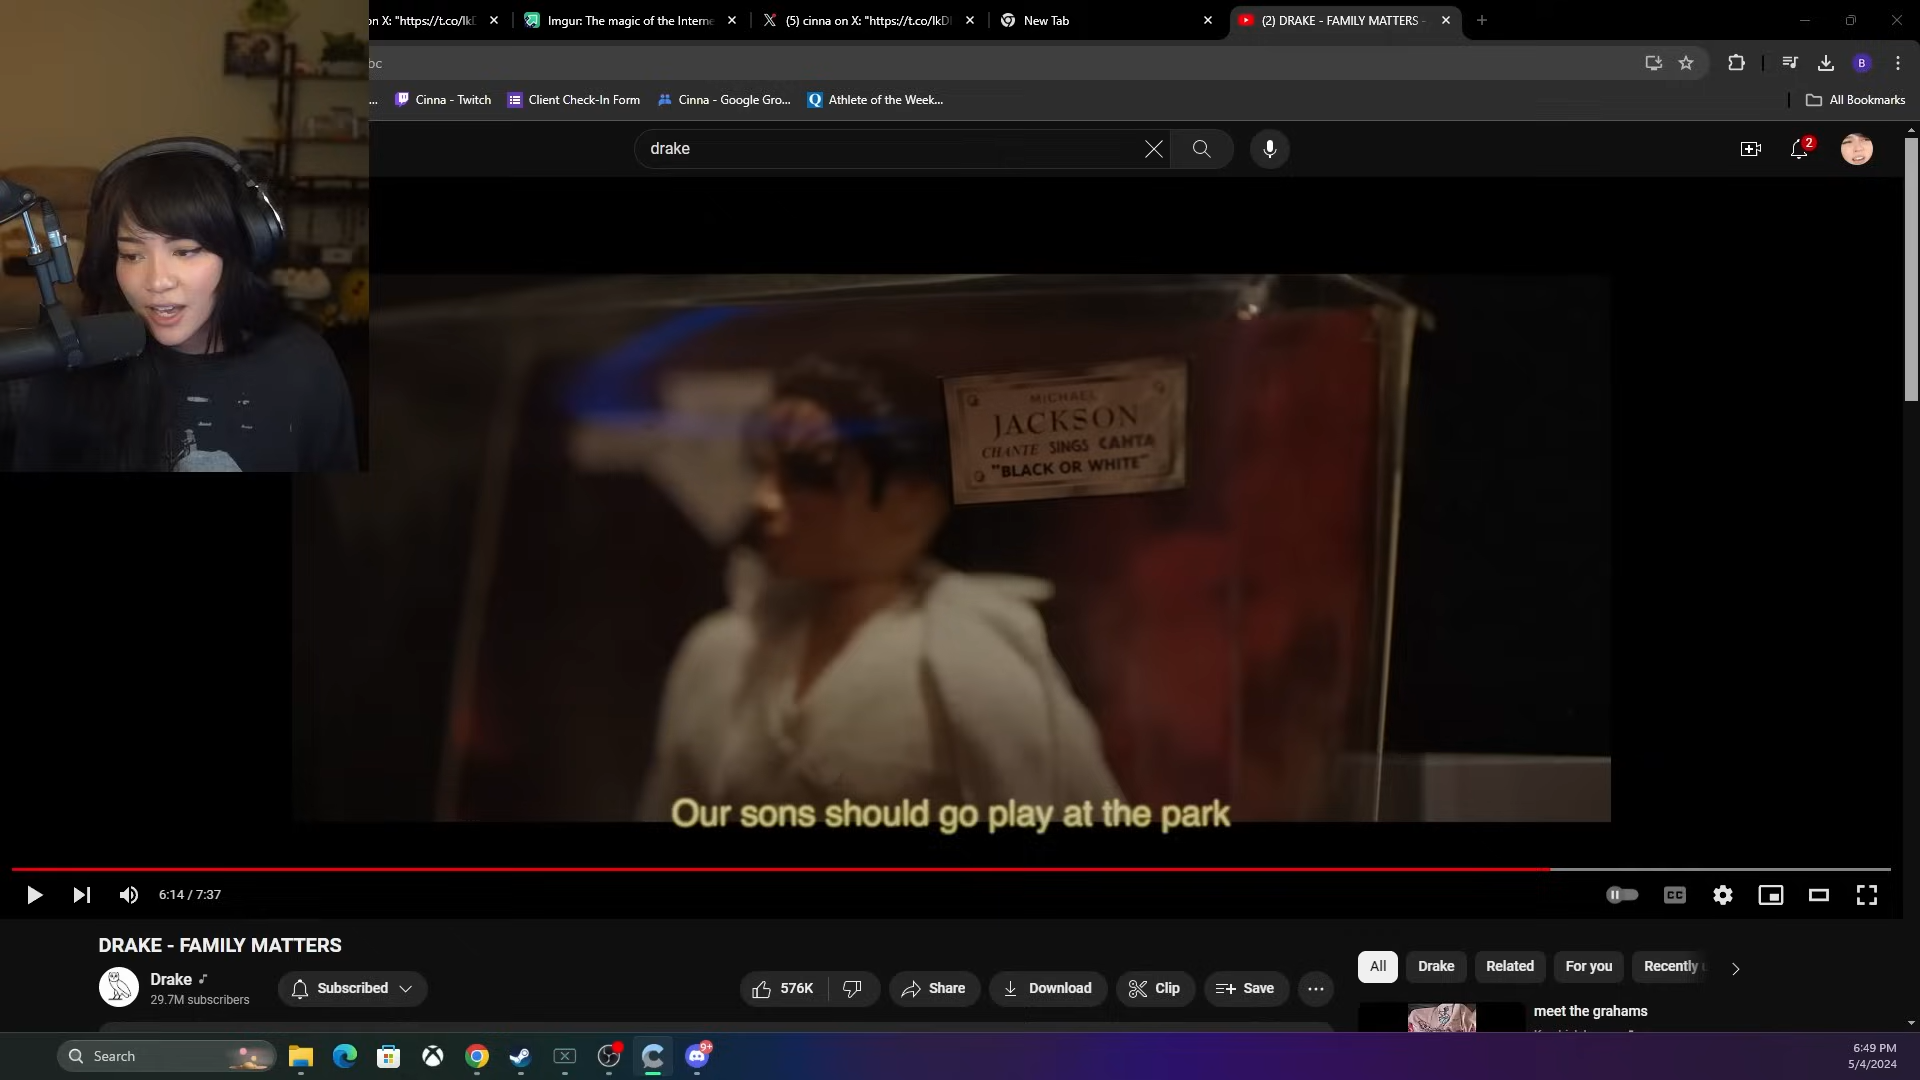 on X: "https://t.co/lkD
Imgur: The magic of the Interne
(5) cinna on X: "https://t.co/lkD
New Tab
(2) DRAKE - FAMILY MATTERS -
bc
B
...
Cinna - Twitch
Client Check-In Form
Cinna - Google Gro...
Athlete of the Week...
All Bookmarks
drake
2
MICHAEL
JACKSON
CHANTE SINGS CANTA
"BLACK OR WHITE"
Our sons should go play at the park
6:14 / 7:37
CC
DRAKE - FAMILY MATTERS
Drake
29.7M subscribers
Subscribed
576K
Share
Download
Clip
Save
All
Drake
Related
For you
Recently
meet the grahams
Search
9+
6:49 PM
5/4/2024